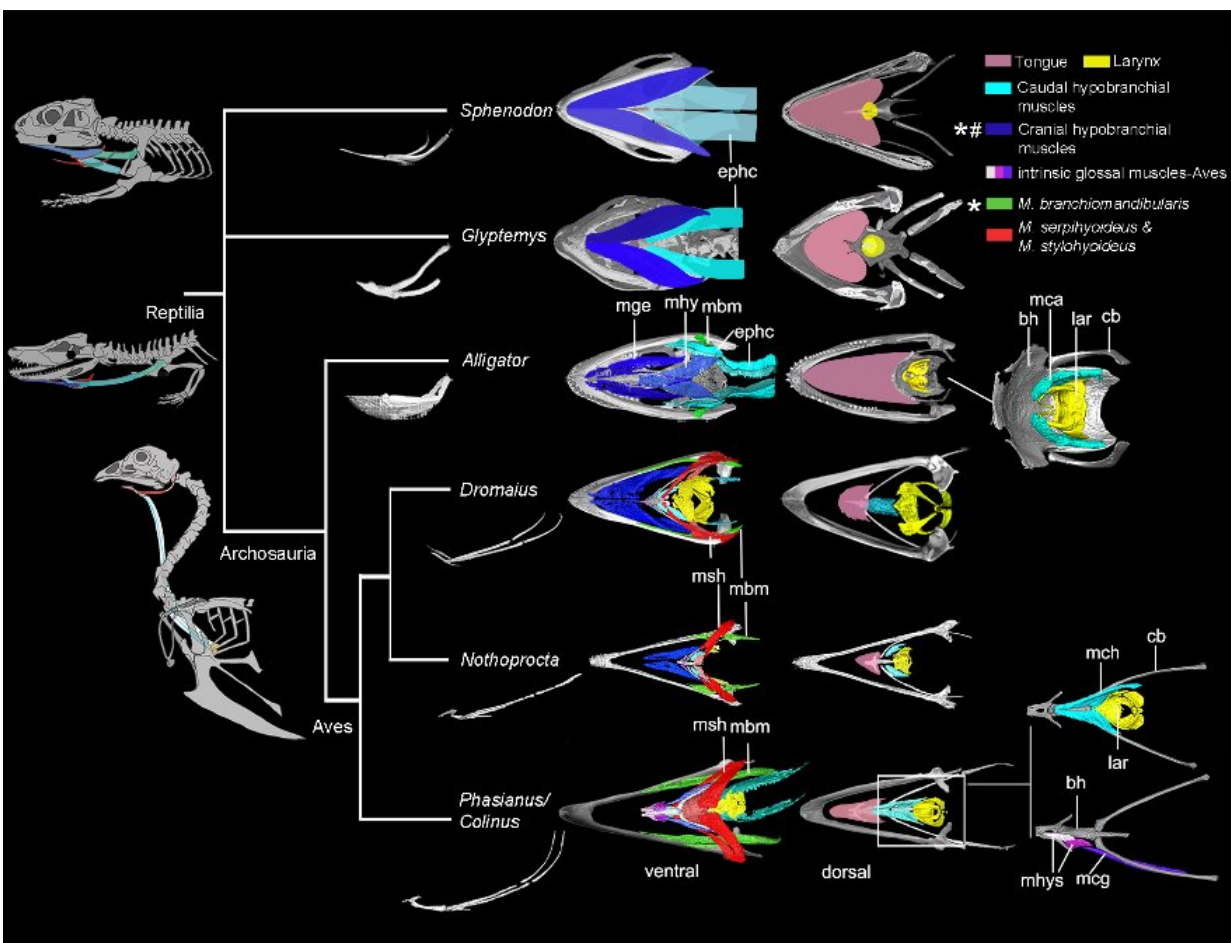 Tongue
Larynx
Caudal hypobranchial
muscles
*# Cranial hypobranchial
muscles
intrinsic glossal muscles-Aves
* M. branchiomandibularis
M. serpihyoideus &
M. stylohyoideus
Sphenodon
ephc
Glyptemys
Reptilia
mge
mhy
mbm
ephc
Alligator
bh
mca
lar
cb
Dromaius
Archosauria
msh
mbm
Nothoprocta
cb
mch
lar
Aves
msh
mbm
bh
Phasianus/
Colinus
ventral
dorsal
mhys
mcg